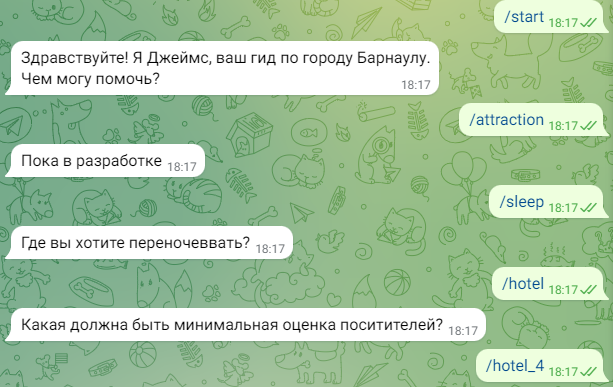 /start 18:17
Здравствуйте! Я Джеймс, ваш гид по городу Барнаулу.
Чем могу помочь? 18:17
/attraction 18:17
Пока в разработке 18:17
/sleep 18:17
Где вы хотите переночеввать? 18:17
/hotel 18:17
Какая должна быть минимальная оценка поситителей? 18:17
/hotel_4 18:17